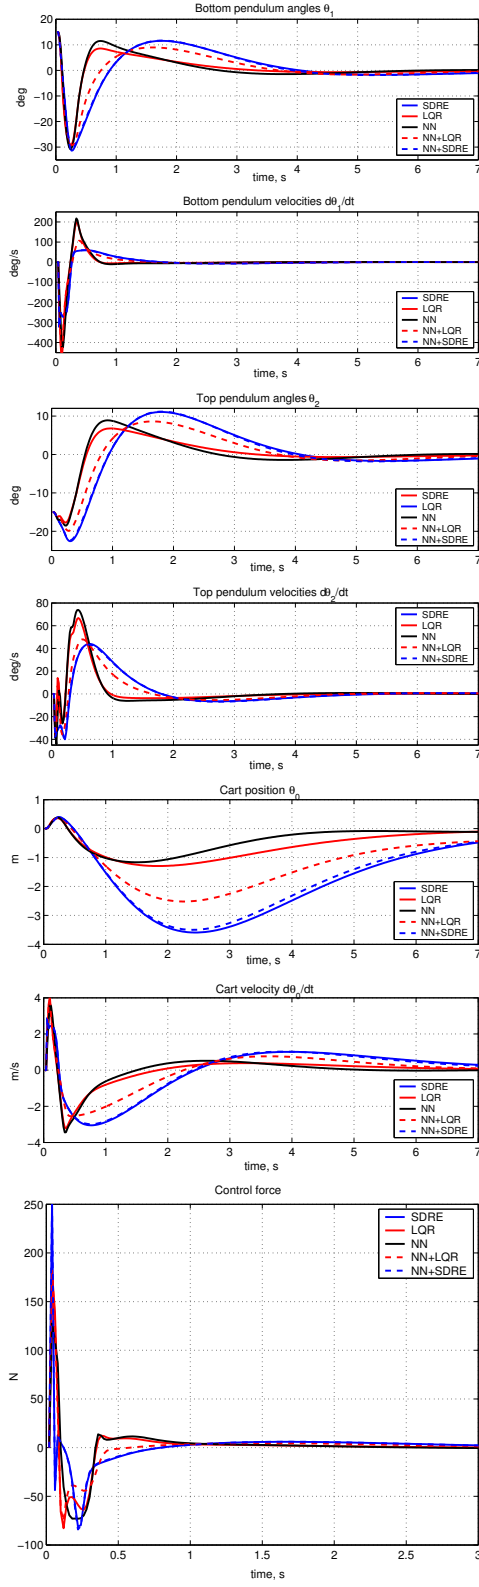 Bottom pendulum angles θ1
deg
20
10
0
−10
−20
−30
0 1 2 3 4 5 6 7
time, s
SDRE
LQR
NN
NN+LQR
NN+SDRE
Bottom pendulum velocities dθ1/dt
deg/s
200
100
0
−100
−200
−300
−400
0 1 2 3 4 5 6 7
time, s
SDRE
LQR
NN
NN+LQR
NN+SDRE
Top pendulum angles θ2
deg
10
0
−10
−20
0 1 2 3 4 5 6 7
time, s
SDRE
LQR
NN
NN+LQR
NN+SDRE
Top pendulum velocities dθ2/dt
deg/s
80
60
40
20
0
−20
−40
0 1 2 3 4 5 6 7
time, s
SDRE
LQR
NN
NN+LQR
NN+SDRE
Cart position θ0
m
1
0
−1
−2
−3
−4
0 1 2 3 4 5 6 7
time, s
SDRE
LQR
NN
NN+LQR
NN+SDRE
Cart velocity dθ0/dt
m/s
4
2
0
−2
−4
0 1 2 3 4 5 6 7
time, s
SDRE
LQR
NN
NN+LQR
NN+SDRE
Control force
N
250
200
150
100
50
0
−50
−100
0 0.5 1 1.5 2 2.5 3
time, s
SDRE
LQR
NN
NN+LQR
NN+SDRE